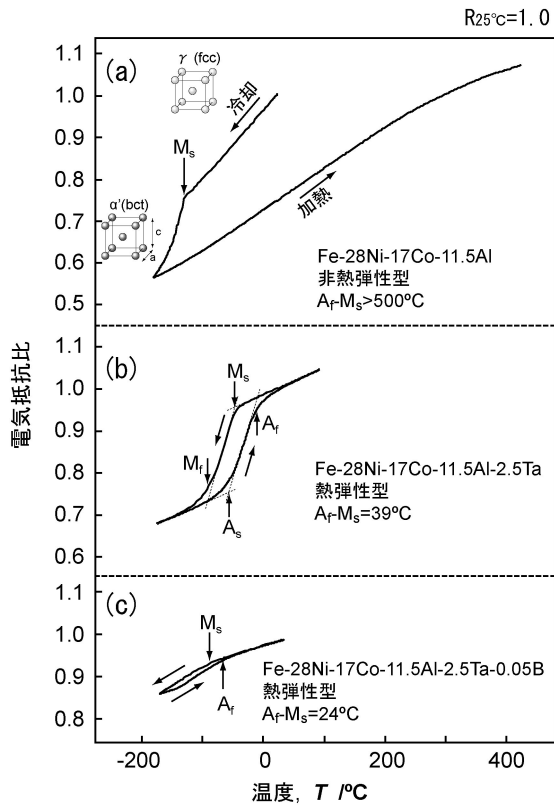 R25℃=1.0
(a)
γ (fcc)
冷却
Ms
α'(bct)
c
a
加熱
Fe-28Ni-17Co-11.5Al
非熱弾性型
Af-Ms>500ºC
1.1
1.0
0.9
0.8
0.7
0.6
0.5
電気抵抗比
(b)
Ms
Mf
Af
As
Fe-28Ni-17Co-11.5Al-2.5Ta
熱弾性型
Af-Ms=39ºC
1.1
1.0
0.9
0.8
0.7
0.6
(c)
Ms
Af
Fe-28Ni-17Co-11.5Al-2.5Ta-0.05B
熱弾性型
Af-Ms=24ºC
1.1
1.0
0.9
0.8
-200 0 200 400
温度, T /ºC